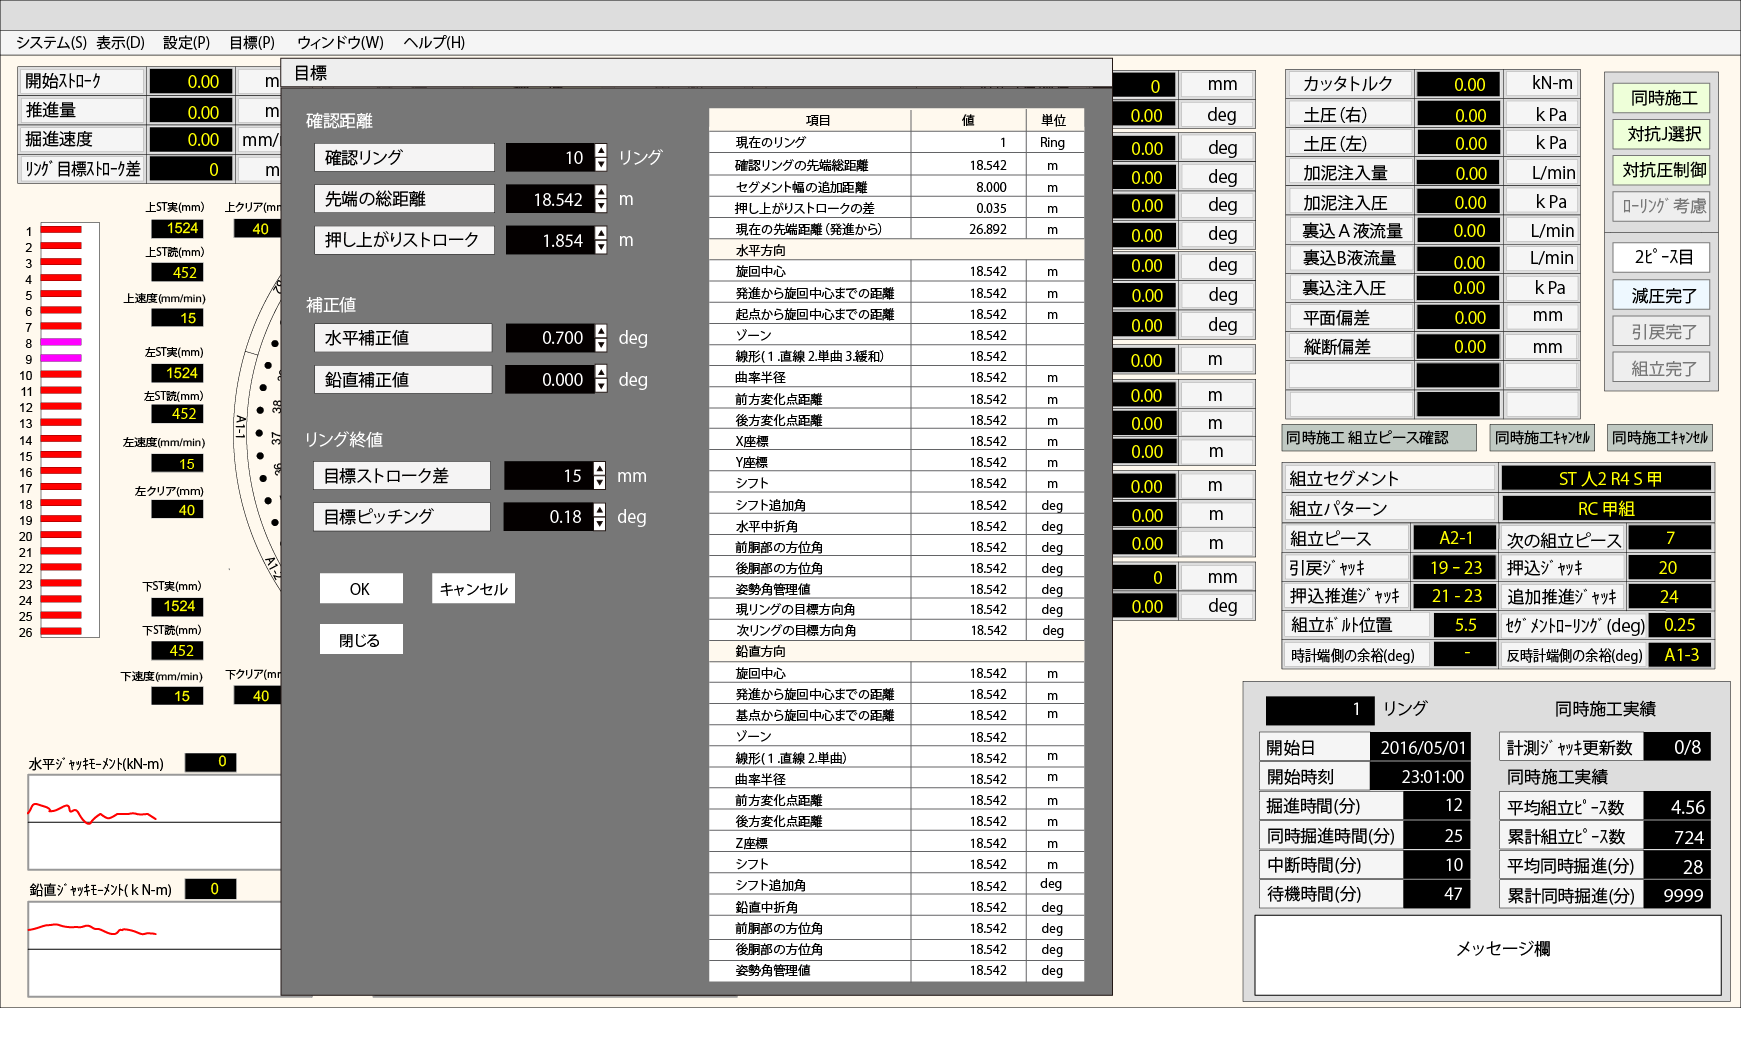 システム(S) 表示(D) 設定(P) 目標(P) ウィンドウ(W) ヘルプ(H)
開始ｽﾄﾛｰｸ 0.00 m
推進量 0.00 m
掘進速度 0.00 mm/
ﾘﾝｸﾞ目標ｽﾄﾛｰｸ差 0 m
上ST実(mm) 上クリア(mm
1524 40
上ST読(mm)
452
上速度(mm/min)
15
左ST実(mm)
1524
左ST読(mm)
452
左速度(mm/min)
15
左クリア(mm)
40
下ST実(mm)
1524
下ST読(mm)
452
下速度(mm/min) 下クリア(mm
15 40
1
2
3
4
5
6
7
8
9
10
11
12
13
14
15
16
17
18
19
20
21
22
23
24
25
26
A1-1
38
37
36
A1-2
水平ｼﾞｬｯｷﾓｰﾒﾝﾄ(kN-m) 0
鉛直ｼﾞｬｯｷﾓｰﾒﾝﾄ(ｋN-m) 0
目標
確認距離
確認リング 10 リング
先端の総距離 18.542 m
押し上がりストローク 1.854 m
補正値
水平補正値 0.700 deg
鉛直補正値 0.000 deg
リング終値
目標ストローク差 15 mm
目標ピッチング 0.18 deg
OK キャンセル
閉じる
項目 値 単位
現在のリング 1 Ring
確認リングの先端総距離 18.542 m
セグメント幅の追加距離 8.000 m
押し上がりストロークの差 0.035 m
現在の先端距離（発進から） 26.892 m
水平方向
旋回中心 18.542 m
発進から旋回中心までの距離 18.542 m
起点から旋回中心までの距離 18.542 m
ゾーン 18.542
線形(１.直線 2.単曲 3.緩和) 18.542
曲率半径 18.542 m
前方変化点距離 18.542 m
後方変化点距離 18.542 m
X座標 18.542 m
Y座標 18.542 m
シフト 18.542 m
シフト追加角 18.542 deg
水平中折角 18.542 deg
前胴部の方位角 18.542 deg
後胴部の方位角 18.542 deg
姿勢角管理値 18.542 deg
現リングの目標方向角 18.542 deg
次リングの目標方向角 18.542 deg
鉛直方向
旋回中心 18.542 m
発進から旋回中心までの距離 18.542 m
基点から旋回中心までの距離 18.542 m
ゾーン 18.542
線形(１.直線 2.単曲) 18.542 m
曲率半径 18.542 m
前方変化点距離 18.542 m
後方変化点距離 18.542 m
Z座標 18.542 m
シフト 18.542 m
シフト追加角 18.542 deg
鉛直中折角 18.542 deg
前胴部の方位角 18.542 deg
後胴部の方位角 18.542 deg
姿勢角管理値 18.542 deg
0 mm
0.00 deg
0.00 deg
0.00 deg
0.00 deg
0.00 deg
0.00 deg
0.00 deg
0.00 deg
0.00 m
0.00 m
0.00 m
0.00 m
0.00 m
0.00 m
0.00 m
0 mm
0.00 deg
カッタトルク 0.00 kN-m
土圧（右） 0.00 ｋPa
土圧（左） 0.00 ｋPa
加泥注入量 0.00 L/min
加泥注入圧 0.00 ｋPa
裏込Ａ液流量 0.00 L/min
裏込B液流量 0.00 L/min
裏込注入圧 0.00 ｋPa
平面偏差 0.00 mm
縦断偏差 0.00 mm
同時施工
対抗J選択
対抗圧制御
ﾛｰﾘﾝｸﾞ考慮
2ﾋﾟｰｽ目
減圧完了
引戻完了
組立完了
同時施工 組立ピース確認 同時施工ｷｬﾝｾﾙ 同時施工ｷｬﾝｾﾙ
組立セグメント ST 人2 R4 S 甲
組立パターン RC 甲組
組立ピース A2-1 次の組立ピース 7
引戻ｼﾞｬｯｷ 19－23 押込ｼﾞｬｯｷ 20
押込推進ｼﾞｬｯｷ 21－23 追加推進ｼﾞｬｯｷ 24
組立ﾎﾞﾙﾄ位置 5.5 ｾｸﾞﾒﾝﾄﾛｰﾘﾝｸﾞ(deg) 0.25
時計端側の余裕(deg) - 反時計端側の余裕(deg) A1-3
1 リング 同時施工実績
開始日 2016/05/01 計測ｼﾞｬｯｷ更新数 0/8
開始時刻 23:01:00 同時施工実績
掘進時間(分) 12 平均組立ﾋﾟｰｽ数 4.56
同時掘進時間(分) 25 累計組立ﾋﾟｰｽ数 724
中断時間(分) 10 平均同時掘進(分) 28
待機時間(分) 47 累計同時掘進(分) 9999
メッセージ欄